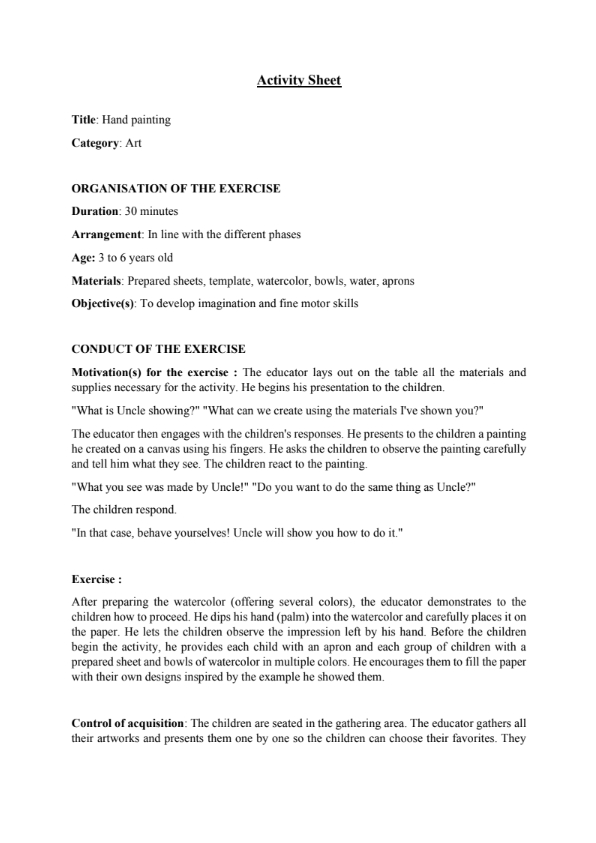 Activity Sheet
Title: Hand painting
Category: Art
ORGANISATION OF THE EXERCISE
Duration: 30 minutes
Arrangement: In line with the different phases
Age: 3 to 6 years old
Materials: Prepared sheets, template, watercolor, bowls, water, aprons
Objective(s): To develop imagination and fine motor skills
CONDUCT OF THE EXERCISE
Motivation(s) for the exercise : The educator lays out on the table all the materials and
supplies necessary for the activity. He begins his presentation to the children.
"What is Uncle showing?" "What can we create using the materials I've shown you?"
The educator then engages with the children's responses. He presents to the children a painting
he created on a canvas using his fingers. He asks the children to observe the painting carefully
and tell him what they see. The children react to the painting.
"What you see was made by Uncle!" "Do you want to do the same thing as Uncle?"
The children respond.
"In that case, behave yourselves! Uncle will show you how to do it."
Exercise :
After preparing the watercolor (offering several colors), the educator demonstrates to the
children how to proceed. He dips his hand (palm) into the watercolor and carefully places it on
the paper. He lets the children observe the impression left by his hand. Before the children
begin the activity, he provides each child with an apron and each group of children with a
prepared sheet and bowls of watercolor in multiple colors. He encourages them to fill the paper
with their own designs inspired by the example he showed them.
Control of acquisition: The children are seated in the gathering area. The educator gathers all
their artworks and presents them one by one so the children can choose their favorites. They